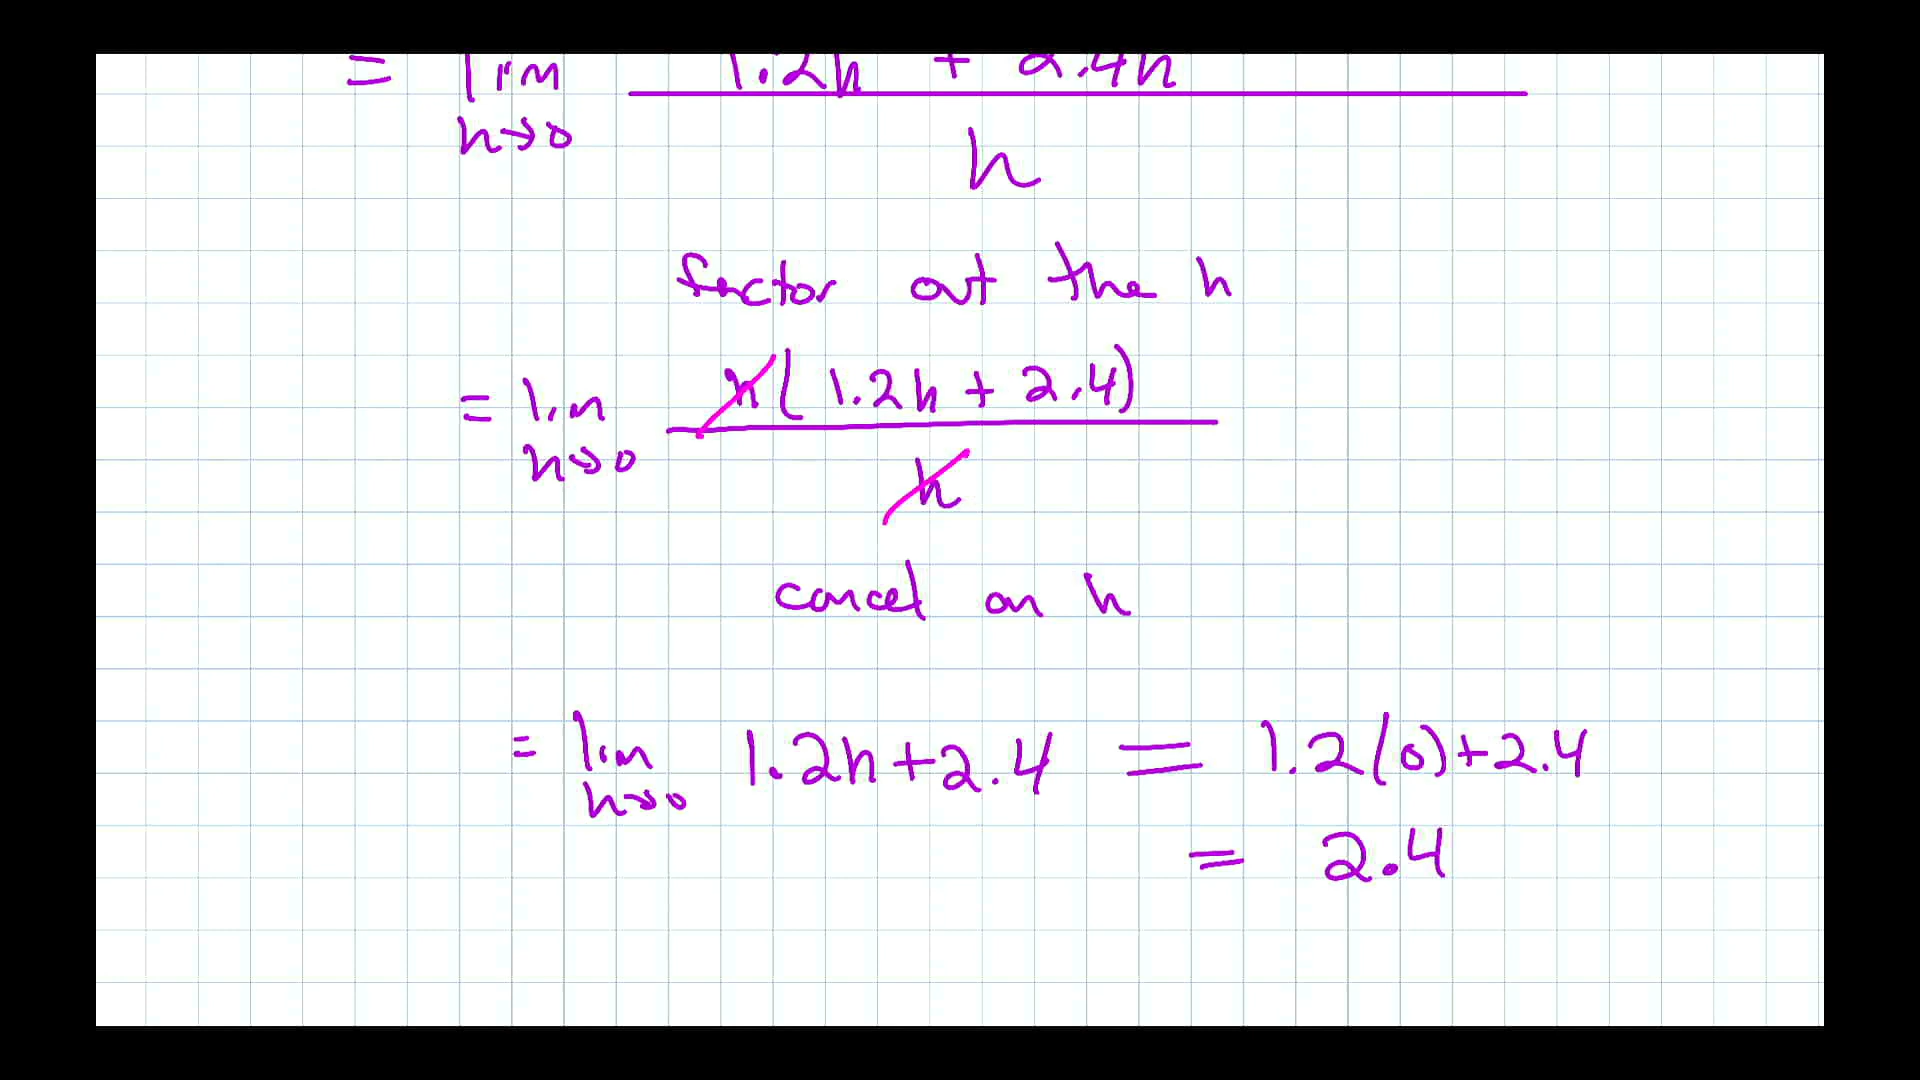 = lim 1.2h + 2.4h
h→0 h
factor out the h
= lim h( 1.2h + 2.4)
h→0 h
cancel on h
= lim 1.2h+2.4 = 1.2(0)+2.4
h→0
= 2.4